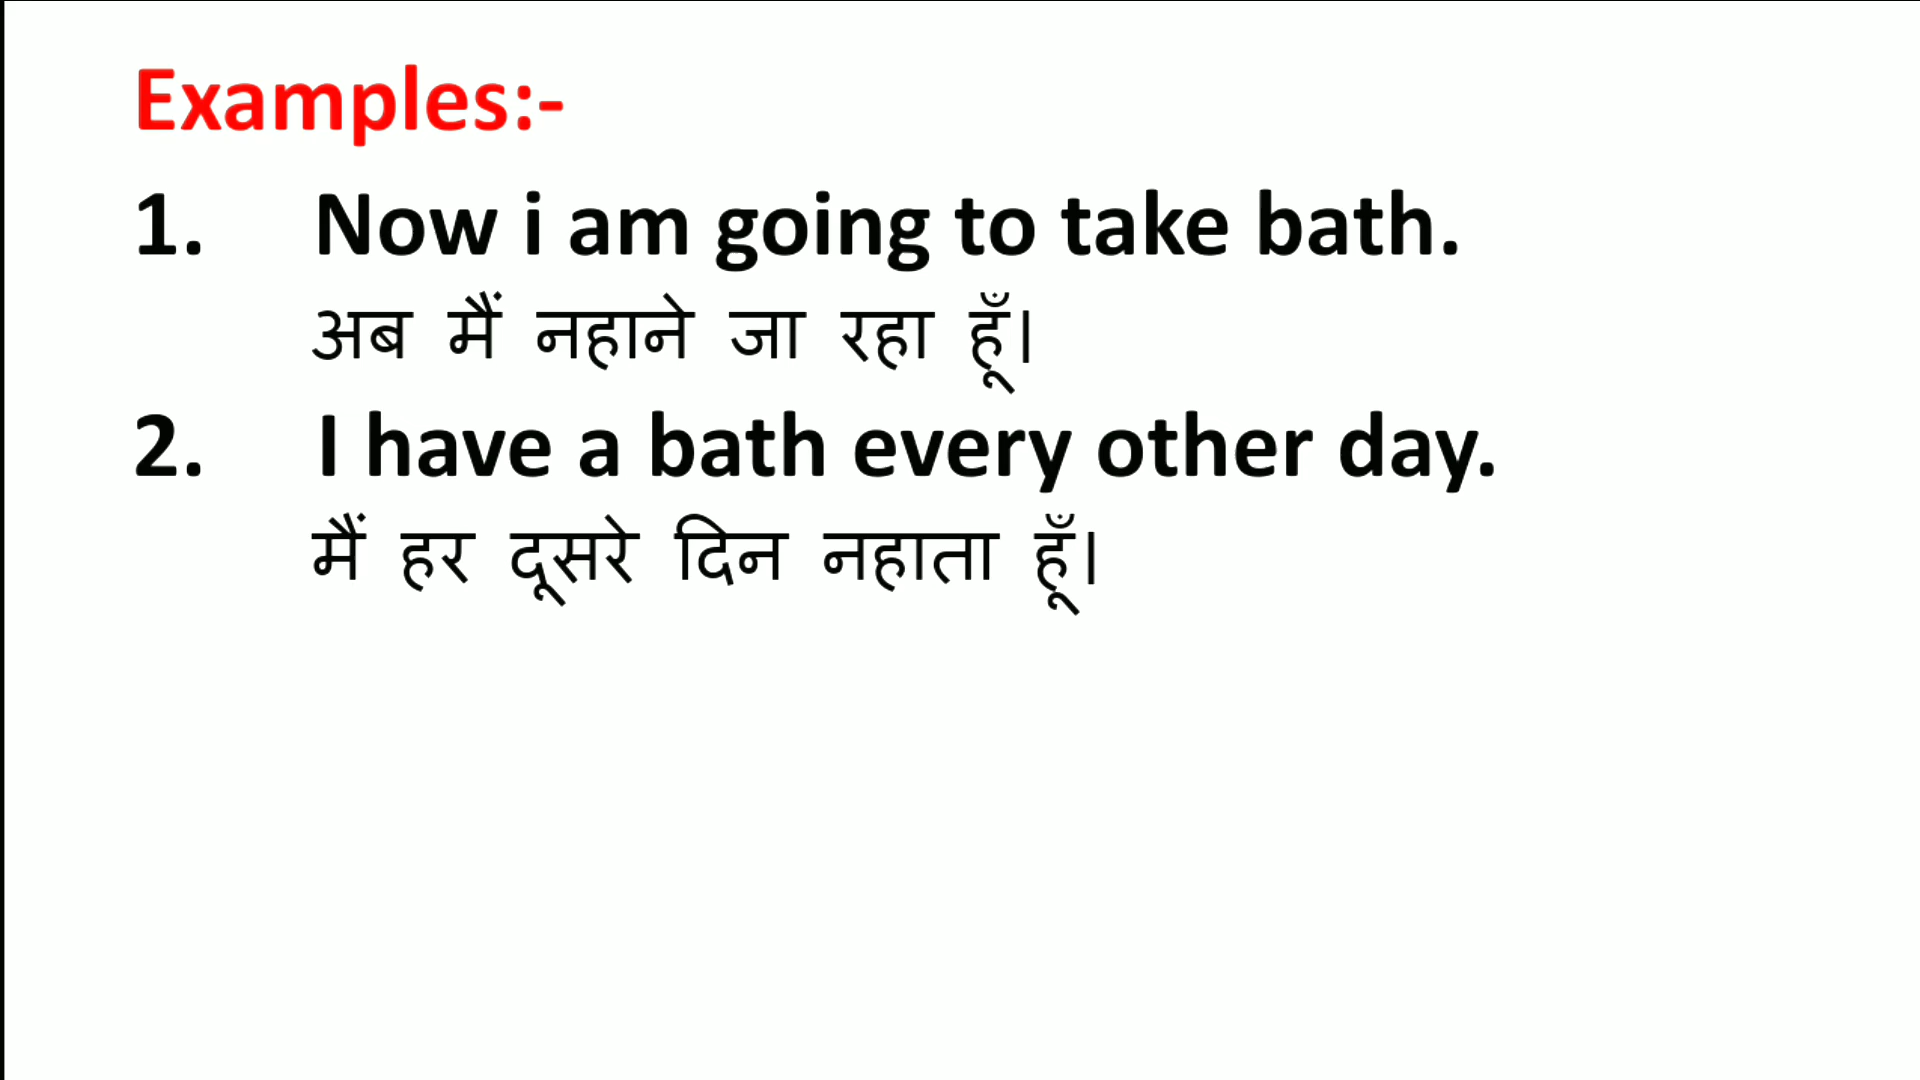 Examples:-
1. Now i am going to take bath.
अब मैं नहाने जा रहा हूँ।
2. I have a bath every other day.
मैं हर दूसरे दिन नहाता हूँ।